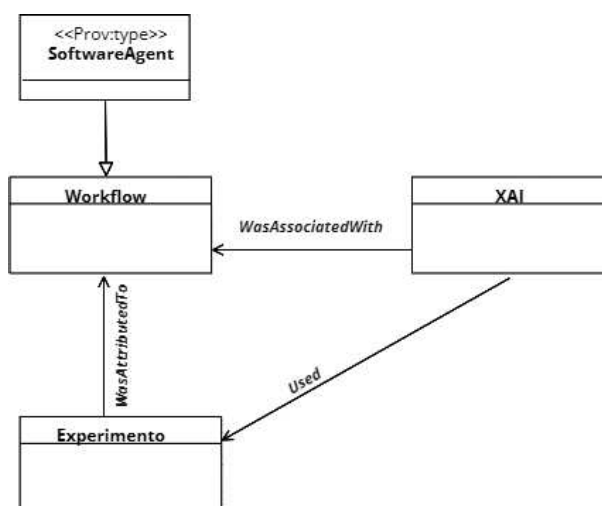 <<Prov:type>>
SoftwareAgent
Workflow
XAI
WasAssociatedWith
WasAttributedTo
Used
Experimento